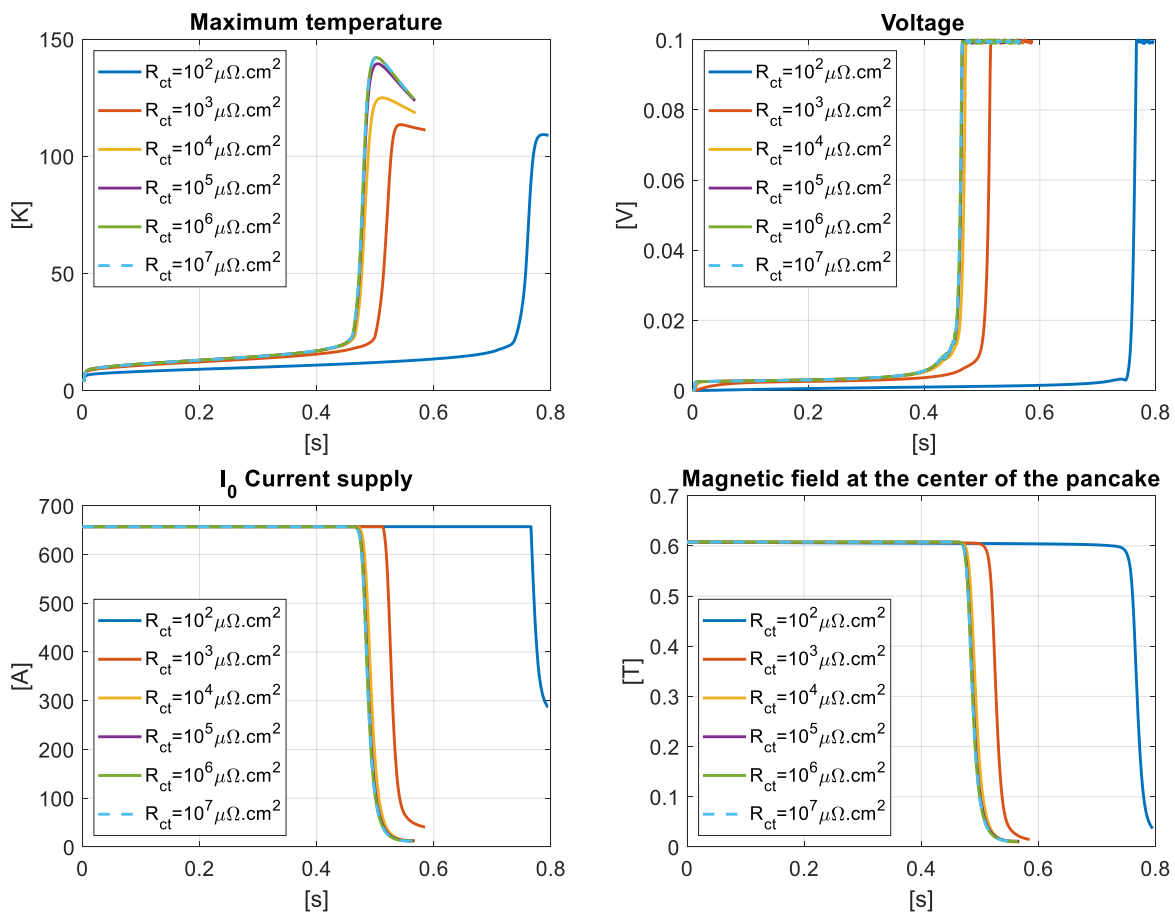 Maximum temperature
150
100
50
0
[K]
0
0.2
0.4
0.6
0.8
[s]
R_ct=10^2 μΩ.cm^2
R_ct=10^3 μΩ.cm^2
R_ct=10^4 μΩ.cm^2
R_ct=10^5 μΩ.cm^2
R_ct=10^6 μΩ.cm^2
R_ct=10^7 μΩ.cm^2
Voltage
0.1
0.08
0.06
0.04
0.02
0
[V]
0
0.2
0.4
0.6
0.8
[s]
R_ct=10^2 μΩ.cm^2
R_ct=10^3 μΩ.cm^2
R_ct=10^4 μΩ.cm^2
R_ct=10^5 μΩ.cm^2
R_ct=10^6 μΩ.cm^2
R_ct=10^7 μΩ.cm^2
I_0 Current supply
700
600
500
400
300
200
100
0
[A]
0
0.2
0.4
0.6
0.8
[s]
R_ct=10^2 μΩ.cm^2
R_ct=10^3 μΩ.cm^2
R_ct=10^4 μΩ.cm^2
R_ct=10^5 μΩ.cm^2
R_ct=10^6 μΩ.cm^2
R_ct=10^7 μΩ.cm^2
Magnetic field at the center of the pancake
0.7
0.6
0.5
0.4
0.3
0.2
0.1
0
[T]
0
0.2
0.4
0.6
0.8
[s]
R_ct=10^2 μΩ.cm^2
R_ct=10^3 μΩ.cm^2
R_ct=10^4 μΩ.cm^2
R_ct=10^5 μΩ.cm^2
R_ct=10^6 μΩ.cm^2
R_ct=10^7 μΩ.cm^2